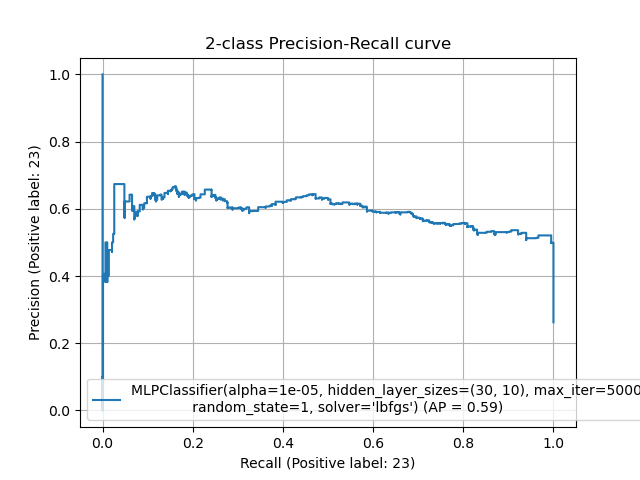 2-class Precision-Recall curve
1.0
0.8
0.6
0.4
0.2
0.0
Precision (Positive label: 23)
MLPClassifier(alpha=1e-05, hidden_layer_sizes=(30, 10), max_iter=5000
random_state=1, solver='lbfgs') (AP = 0.59)
0.0 0.2 0.4 0.6 0.8 1.0
Recall (Positive label: 23)